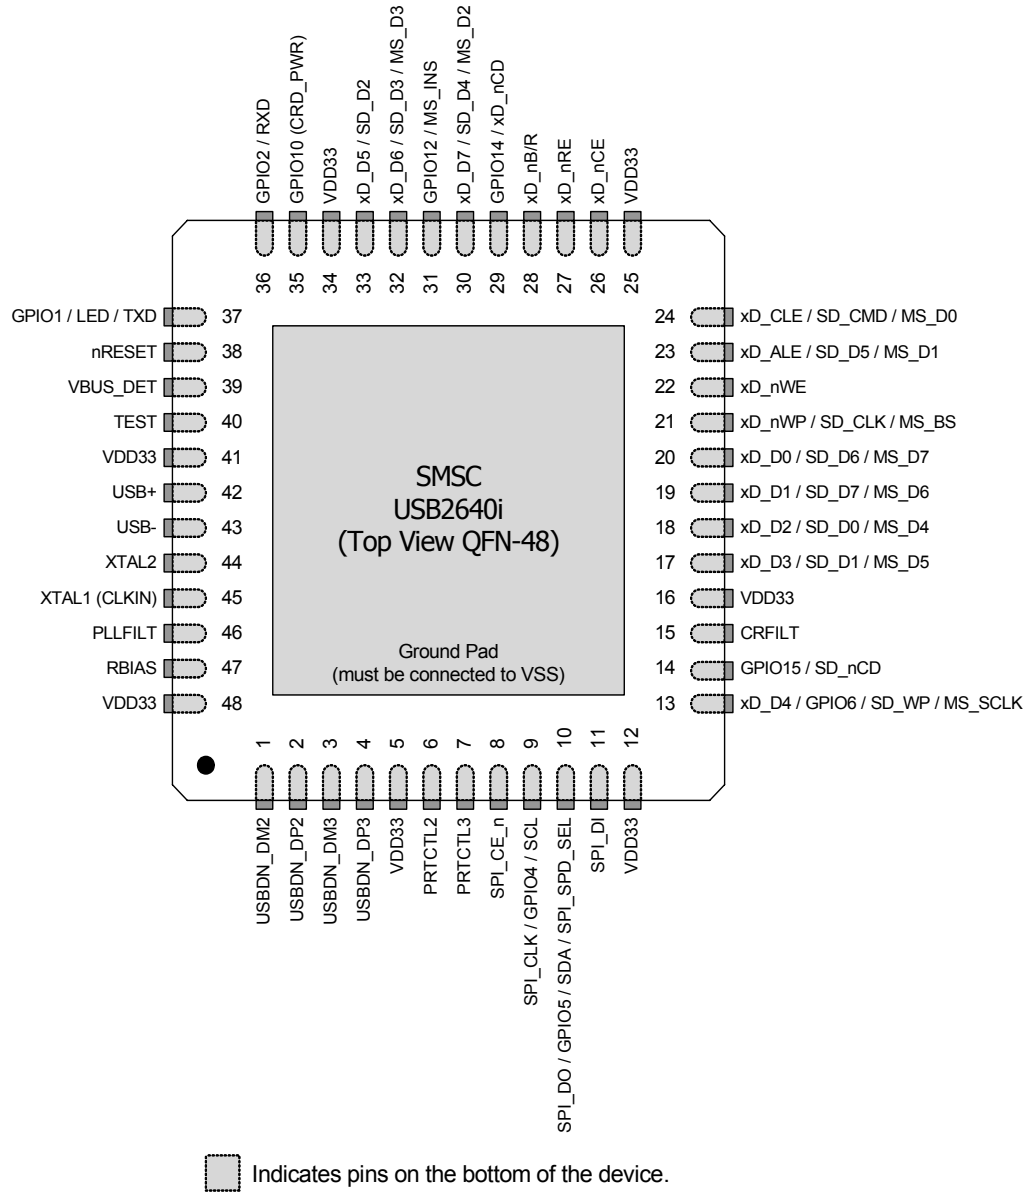 GPIO2 / RXD
GPIO10 (CRD_PWR)
VDD33
xD_D5 / SD_D2
xD_D6 / SD_D3 / MS_D3
GPIO12 / MS_INS
xD_D7 / SD_D4 / MS_D2
GPIO14 / xD_nCD
xD_nB/R
xD_nRE
xD_nCE
VDD33
36
35
34
33
32
31
30
29
28
27
26
25
GPIO1 / LED / TXD 37
nRESET 38
VBUS_DET 39
TEST 40
VDD33 41
USB+ 42
USB- 43
XTAL2 44
XTAL1 (CLKIN) 45
PLLFILT 46
RBIAS 47
VDD33 48
SMSC
USB2640i
(Top View QFN-48)
Ground Pad
(must be connected to VSS)
24 xD_CLE / SD_CMD / MS_D0
23 xD_ALE / SD_D5 / MS_D1
22 xD_nWE
21 xD_nWP / SD_CLK / MS_BS
20 xD_D0 / SD_D6 / MS_D7
19 xD_D1 / SD_D7 / MS_D6
18 xD_D2 / SD_D0 / MS_D4
17 xD_D3 / SD_D1 / MS_D5
16 VDD33
15 CRFILT
14 GPIO15 / SD_nCD
13 xD_D4 / GPIO6 / SD_WP / MS_SCLK
1
2
3
4
5
6
7
8
9
10
11
12
USBDN_DM2
USBDN_DP2
USBDN_DM3
USBDN_DP3
VDD33
PRTCTL2
PRTCTL3
SPI_CE_n
SPI_CLK / GPIO4 / SCL
SPI_DO / GPIO5 / SDA / SPI_SPD_SEL
SPI_DI
VDD33
Indicates pins on the bottom of the device.